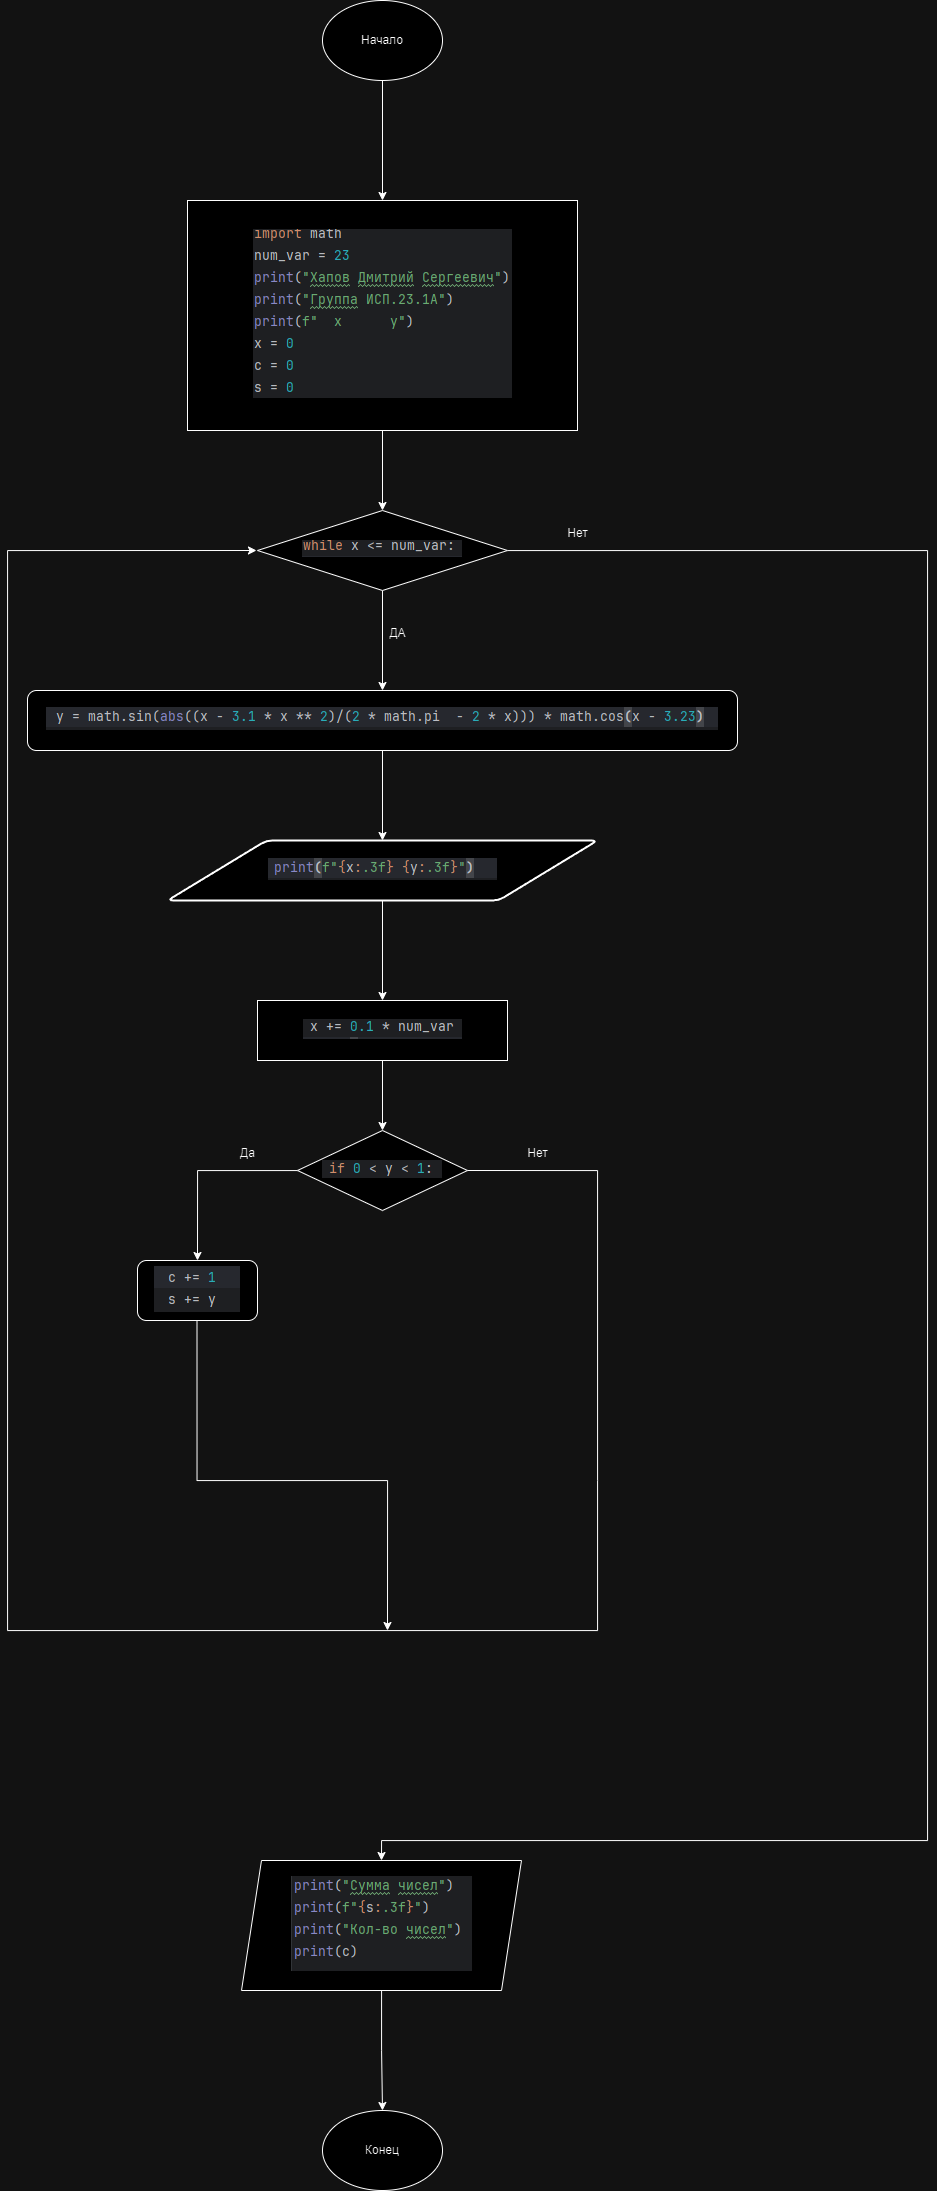 Начало
import math
num_var = 23
print("Хапов Дмитрий Сергеевич")
print("Группа ИСП.23.1А")
print(f"  x      y")
x = 0
c = 0
s = 0
while x <= num_var:
Нет
ДА
y = math.sin(abs((x - 3.1 * x ** 2)/(2 * math.pi  - 2 * x))) * math.cos(x - 3.23)
print(f"{x:.3f} {y:.3f}")
x += 0.1 * num_var
if 0 < y < 1:
Да
Нет
c += 1
s += y
print("Сумма чисел")
print(f"{s:.3f}")
print("Кол-во чисел")
print(c)
Конец